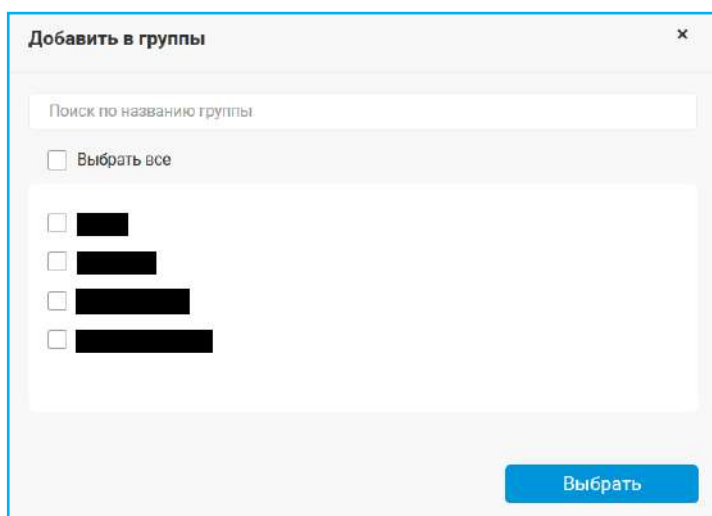 Добавить в группы
×
Поиск по названию группы
Выбрать все
Выбрать